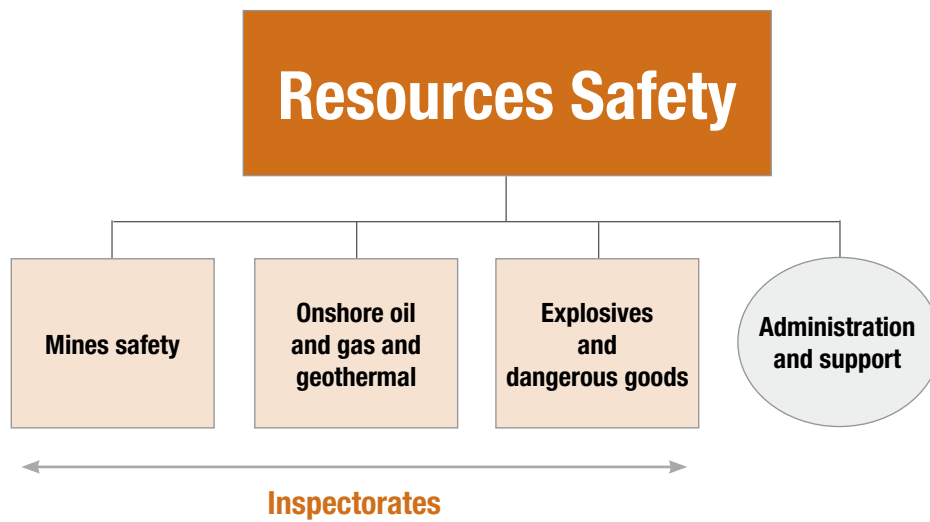 Resources Safety
Mines safety
Onshore oil
and gas and
geothermal
Explosives
and
dangerous goods
Administration
and support
Inspectorates